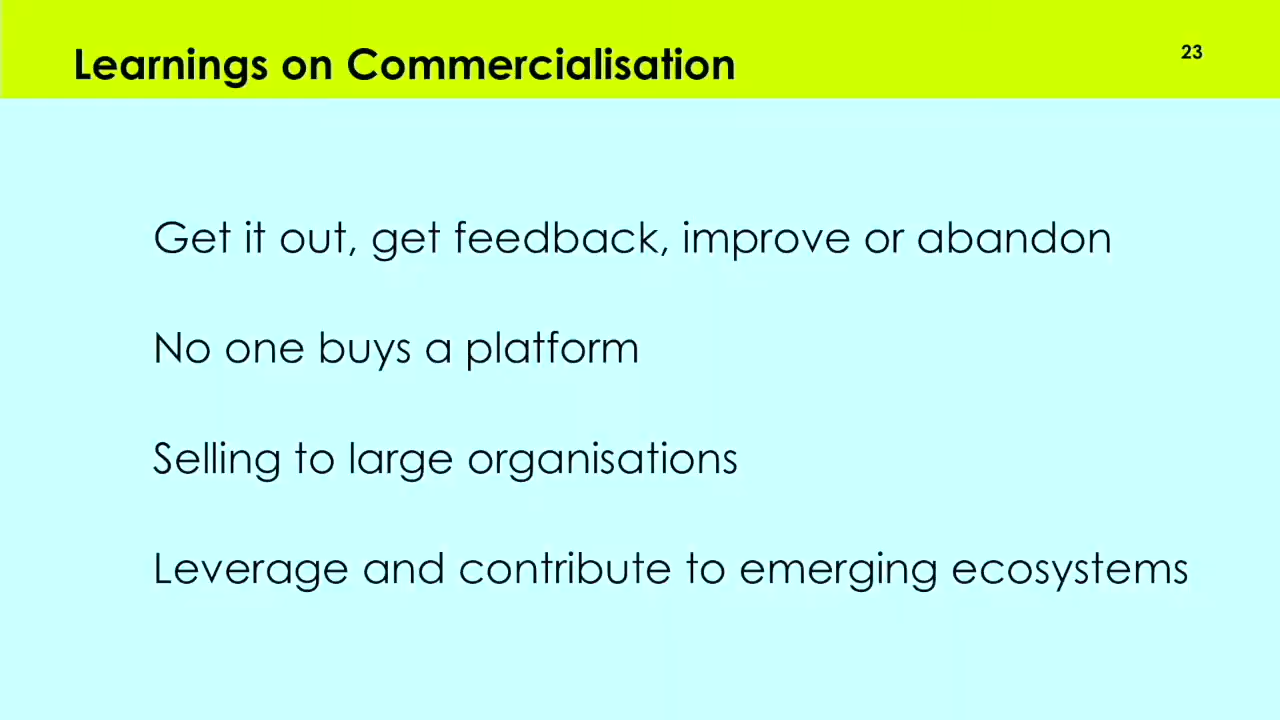 Learnings on Commercialisation
23
Get it out, get feedback, improve or abandon
No one buys a platform
Selling to large organisations
Leverage and contribute to emerging ecosystems